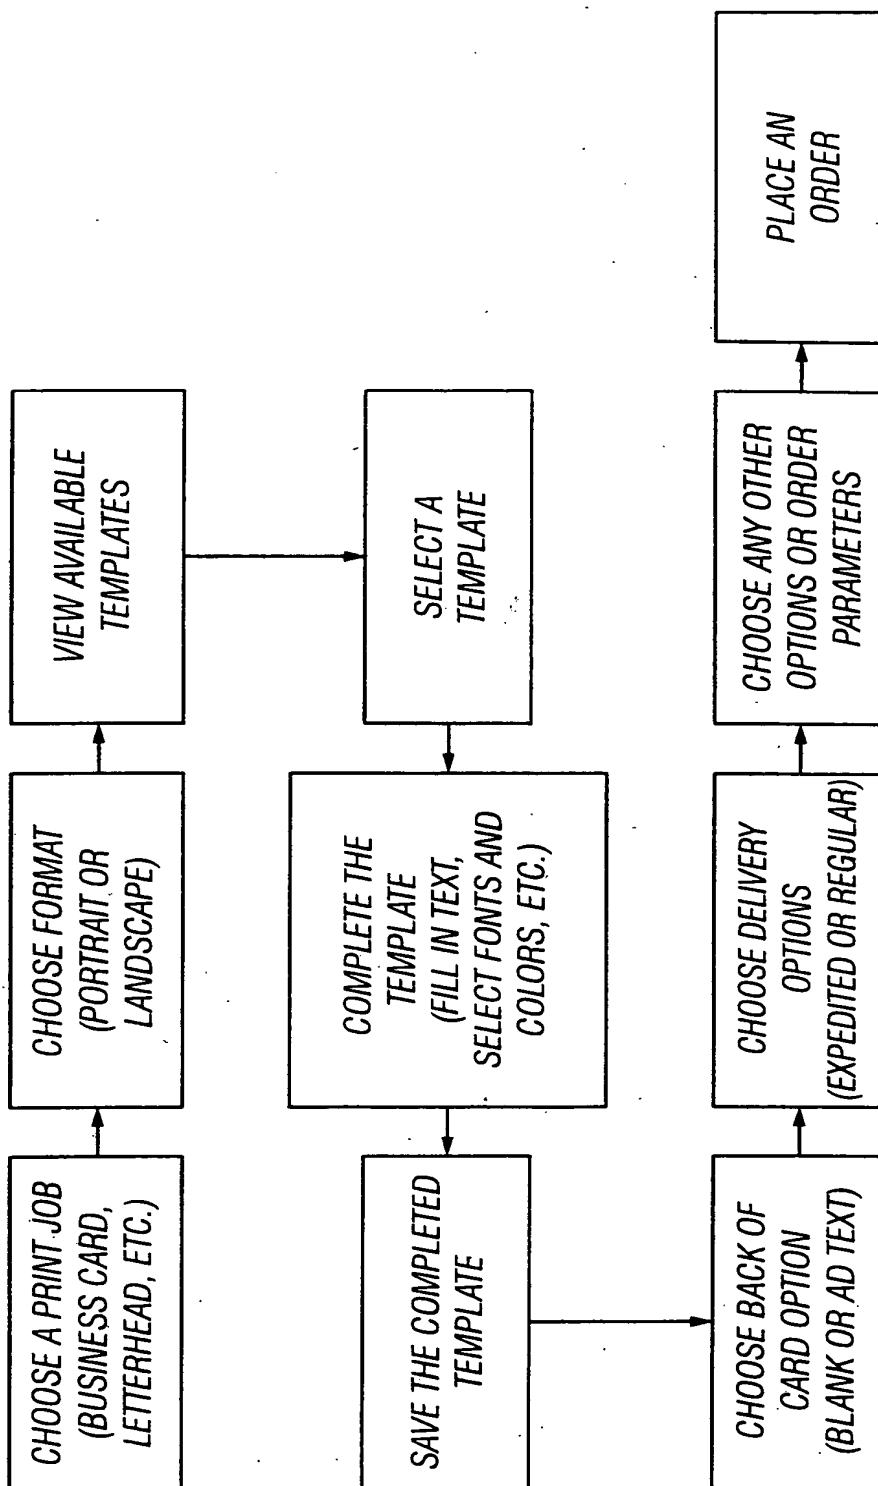 CHOOSE A PRINT JOB
(BUSINESS CARD,
LETTERHEAD, ETC.)
CHOOSE FORMAT
(PORTRAIT OR
LANDSCAPE)
VIEW AVAILABLE
TEMPLATES
SELECT A
TEMPLATE
COMPLETE THE
TEMPLATE
(FILL IN TEXT,
SELECT FONTS AND
COLORS, ETC.)
SAVE THE COMPLETED
TEMPLATE
CHOOSE BACK OF
CARD OPTION
(BLANK OR AD TEXT)
CHOOSE DELIVERY
OPTIONS
(EXPEDITED OR REGULAR)
CHOOSE ANY OTHER
OPTIONS OR ORDER
PARAMETERS
PLACE AN
ORDER